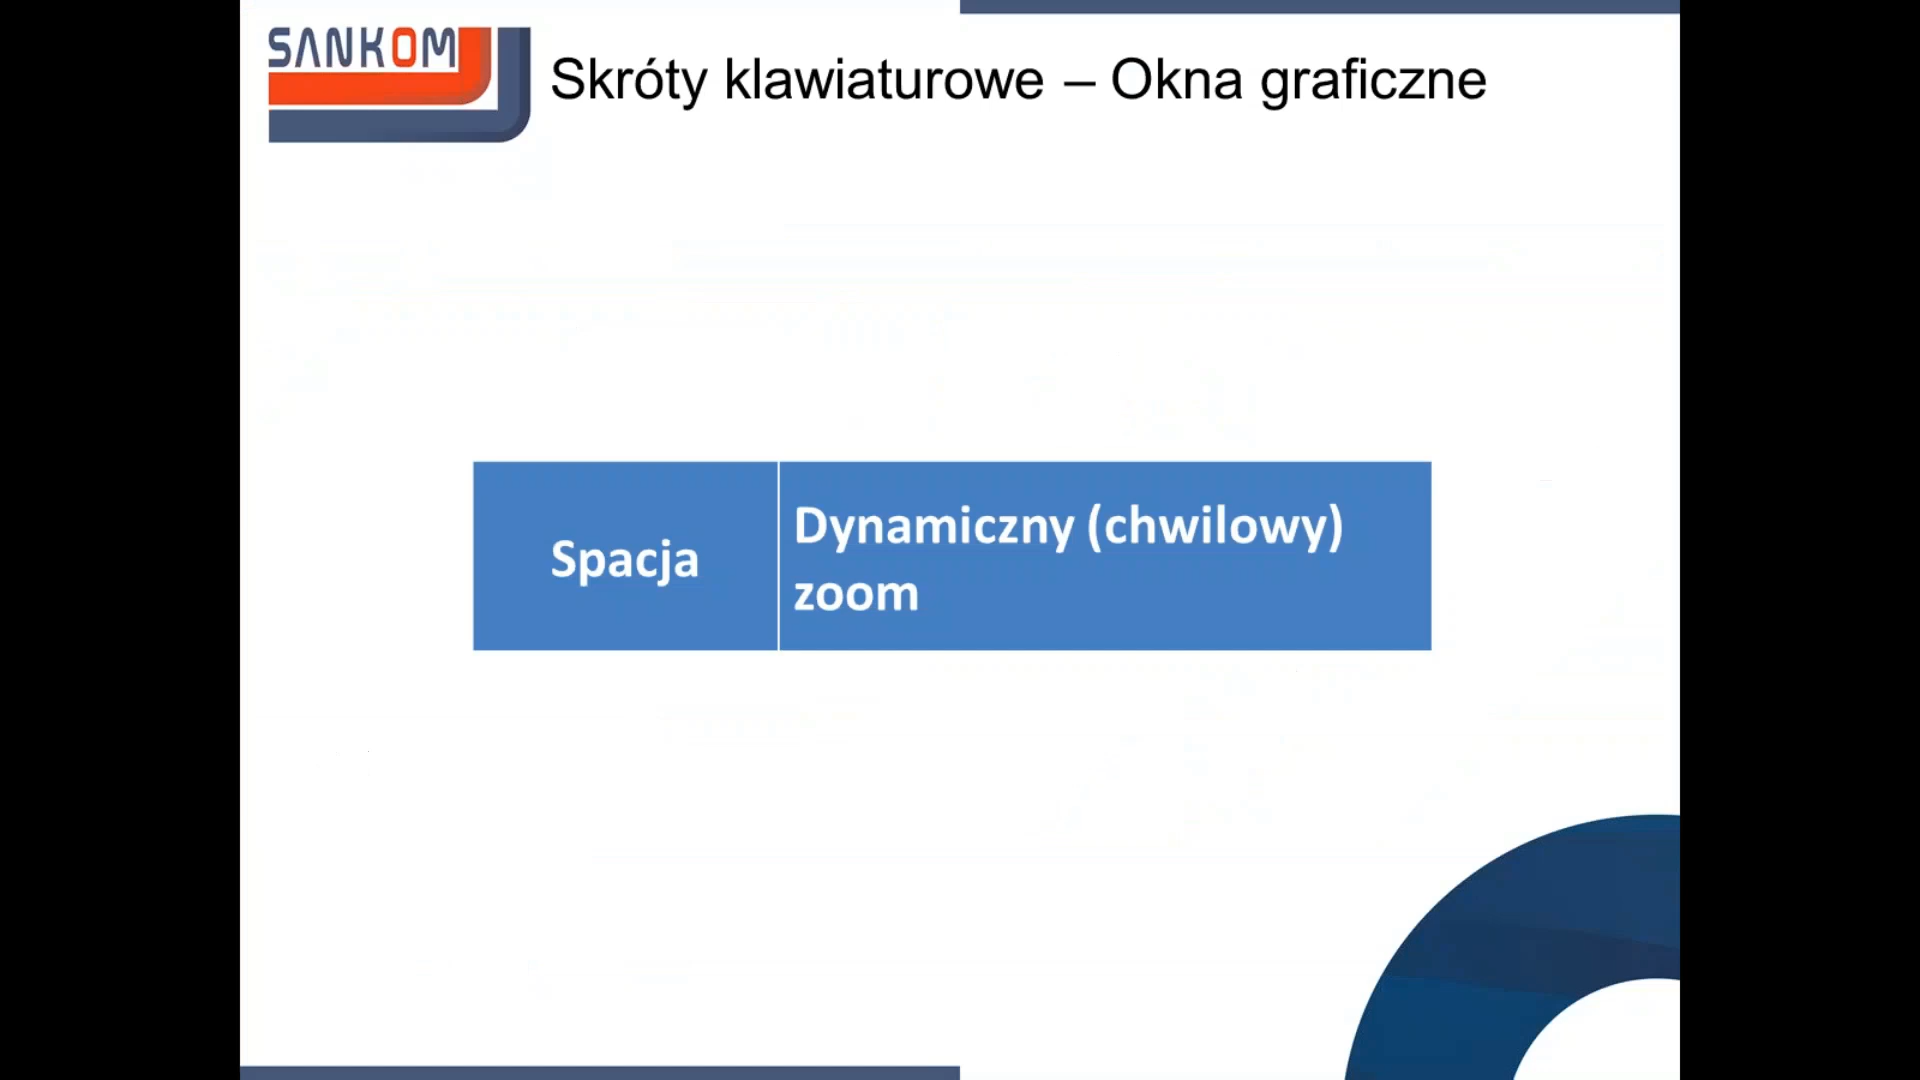 SANKOM
Skróty klawiaturowe – Okna graficzne
Spacja
Dynamiczny (chwilowy)
zoom